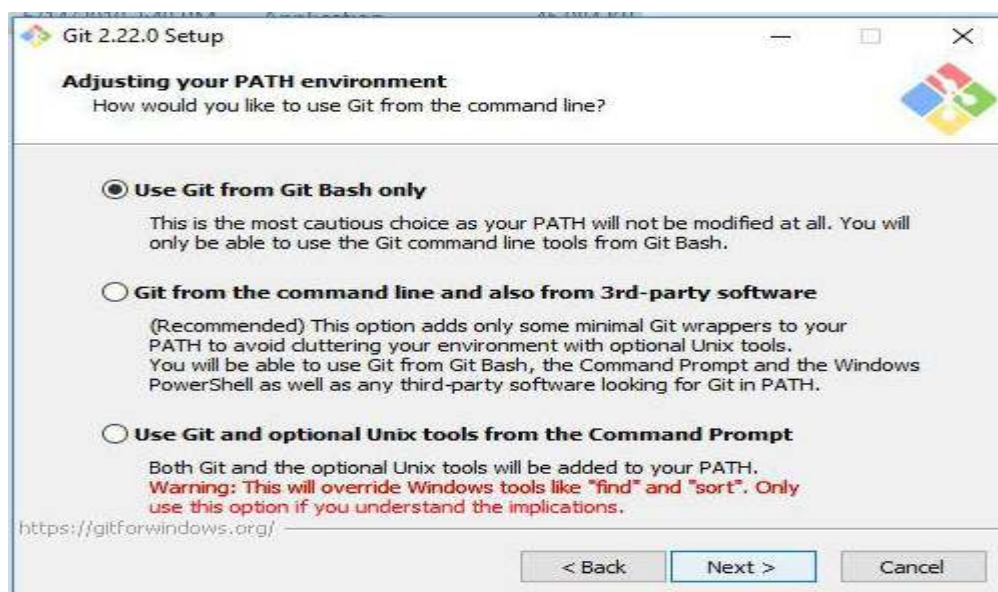 Git 2.22.0 Setup
Adjusting your PATH environment
How would you like to use Git from the command line?
Use Git from Git Bash only
This is the most cautious choice as your PATH will not be modified at all. You will
only be able to use the Git command line tools from Git Bash.
Git from the command line and also from 3rd-party software
(Recommended) This option adds only some minimal Git wrappers to your
PATH to avoid cluttering your environment with optional Unix tools.
You will be able to use Git from Git Bash, the Command Prompt and the Windows
PowerShell as well as any third-party software looking for Git in PATH.
Use Git and optional Unix tools from the Command Prompt
Both Git and the optional Unix tools will be added to your PATH.
Warning: This will override Windows tools like "find" and "sort". Only
use this option if you understand the implications.
https://gitforwindows.org/
< Back Next > Cancel